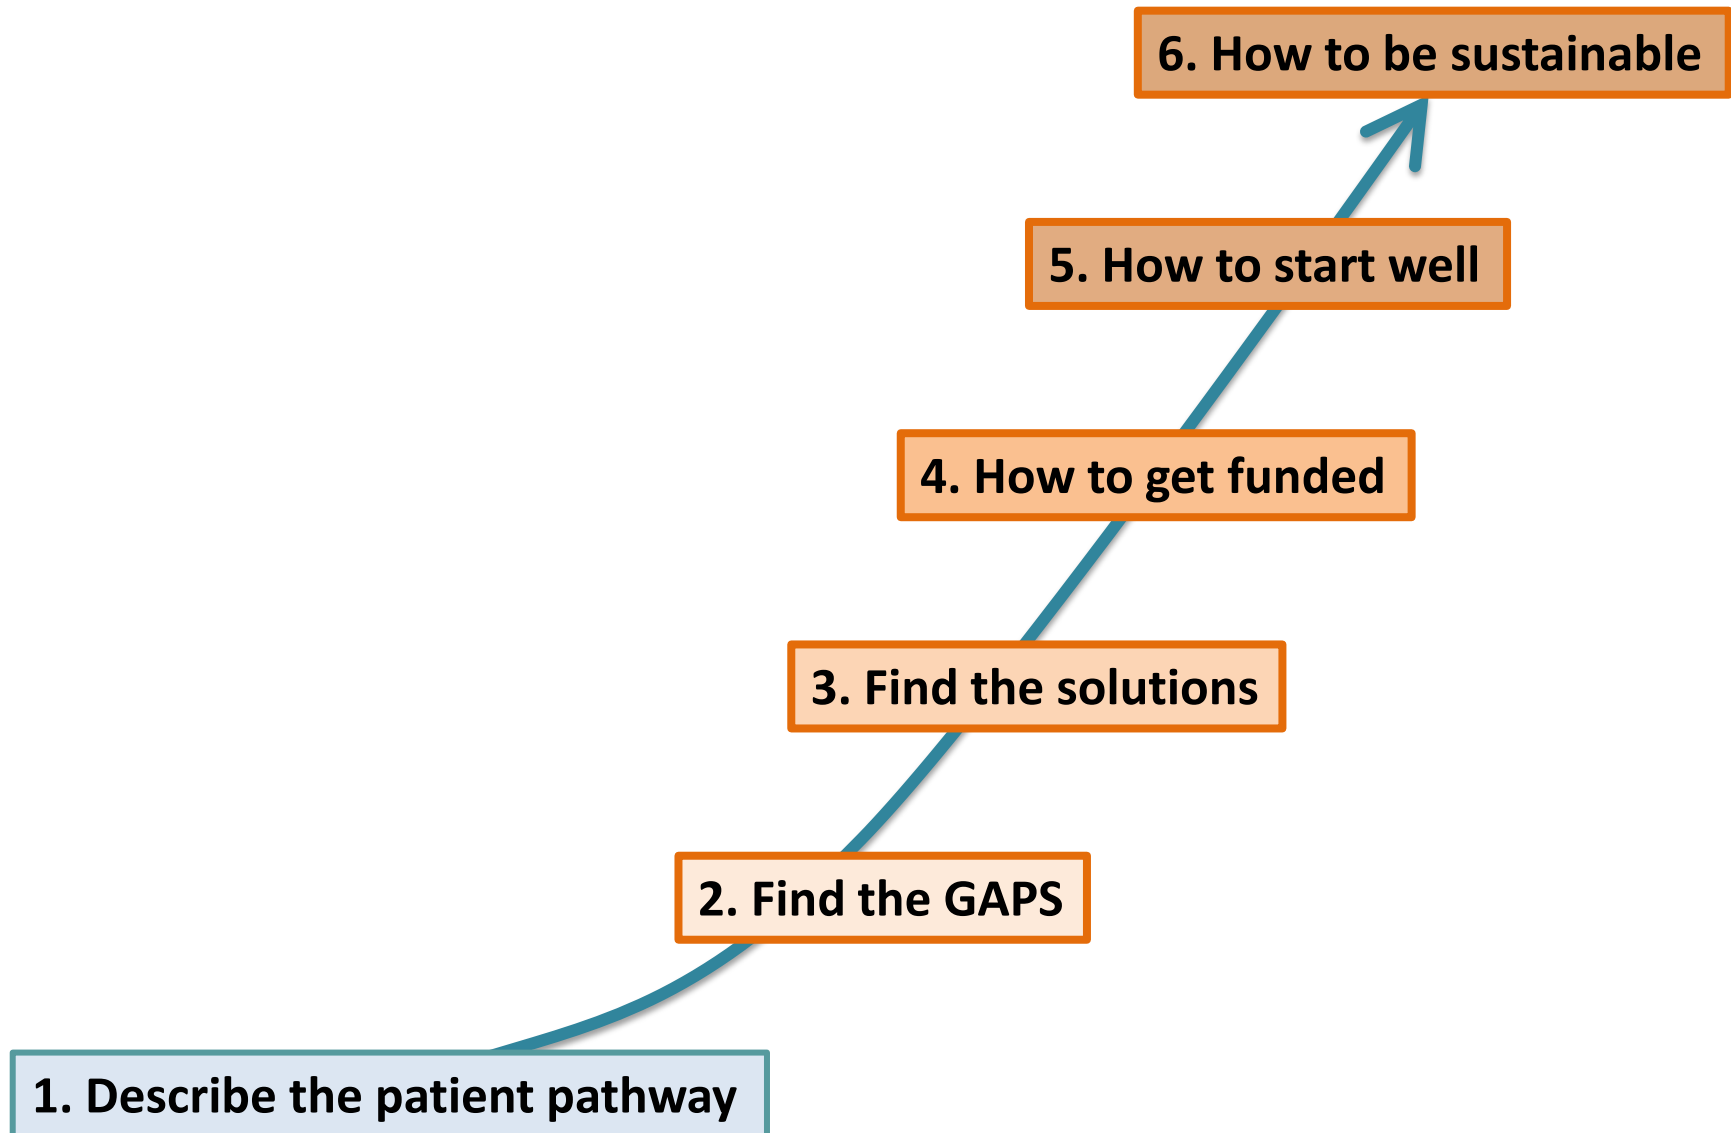 6. How to be sustainable
5. How to start well
4. How to get funded
3. Find the solutions
2. Find the GAPS
1. Describe the patient pathway